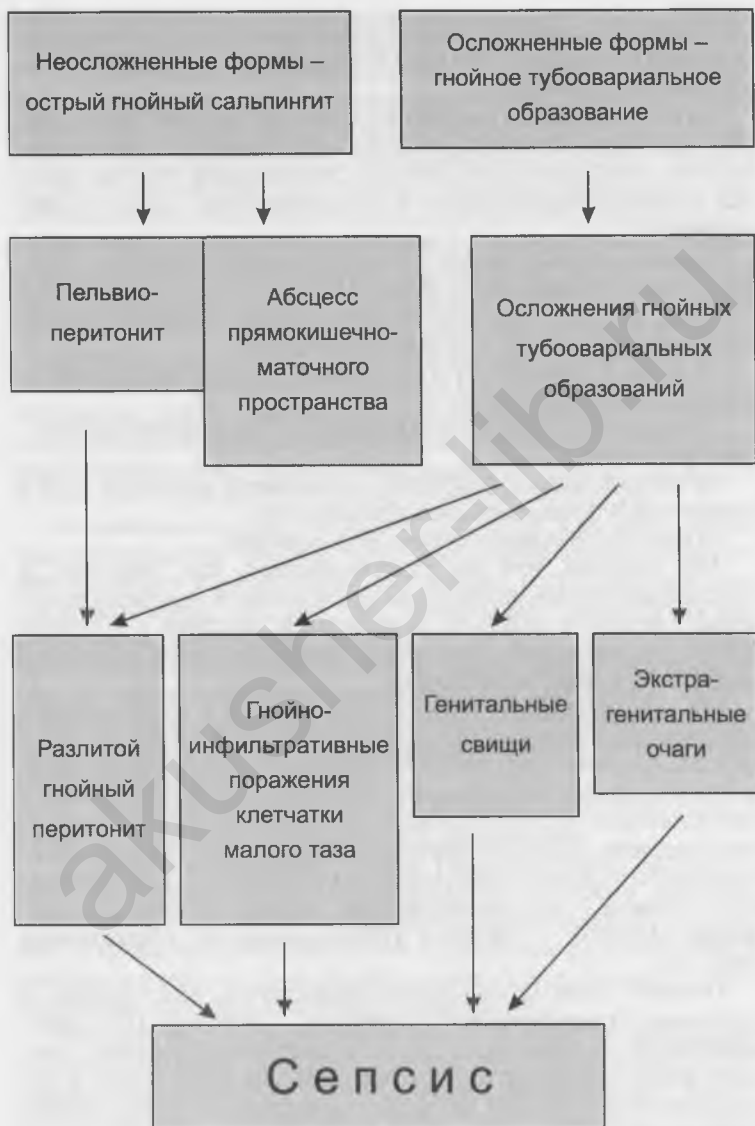 Неосложненные формы –
острый гнойный сальпингит
Осложненные формы –
гнойное тубоовариальное
образование
Пельвио-
перитонит
Абсцесс
прямокишечно-
маточного
пространства
Осложнения гнойных
тубоовариальных
образований
Разлитой
гнойный
перитонит
Гнойно-
инфильтративные
поражения
клетчатки
малого таза
Генитальные
свищи
Экстра-
генитальные
очаги
Сепсис
akusher-lib.ru